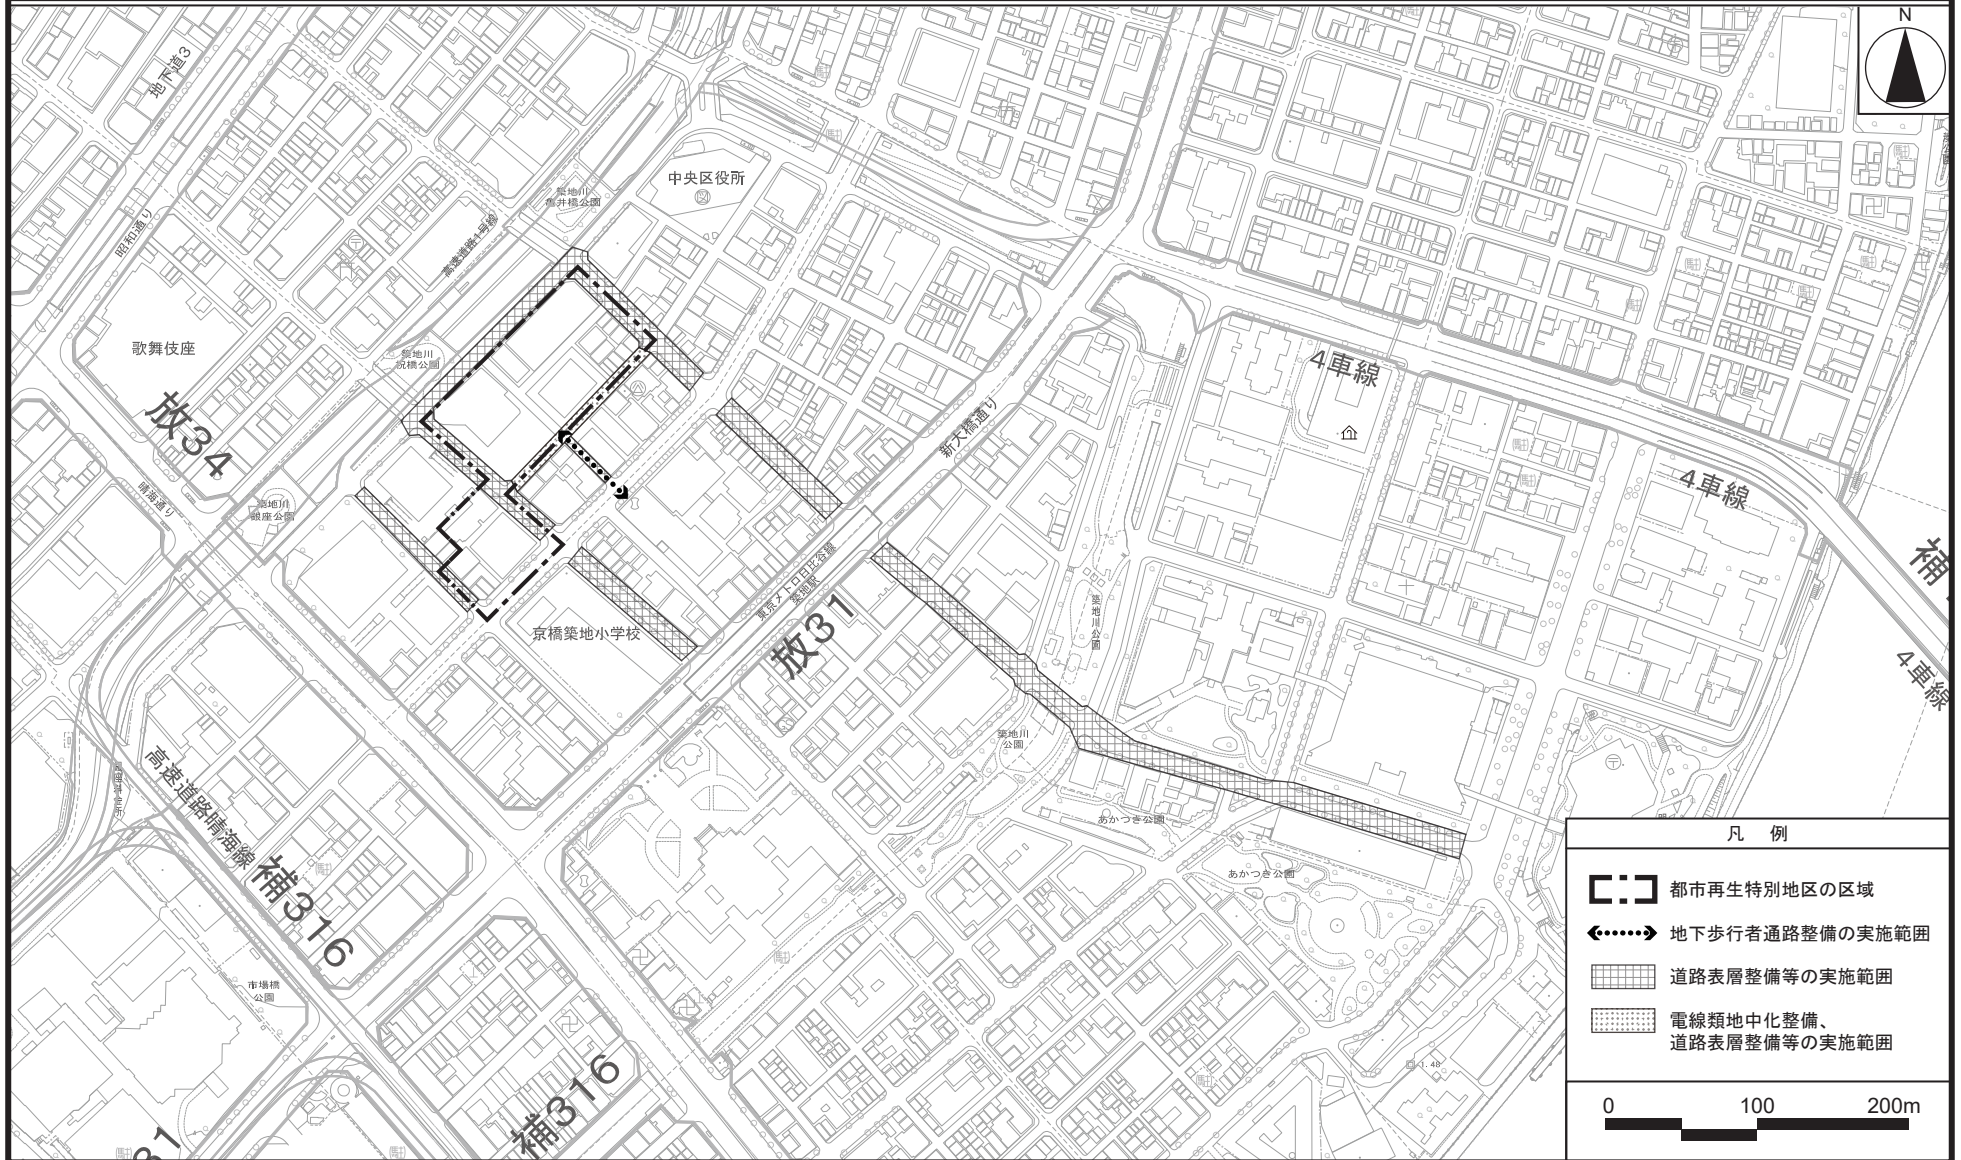 N
地下道3
中央区役所
築地川
亀井橋公園
昭和通り
高速道路1号線
歌舞伎座
築地川
祝橋公園
放34
4車線
新大橋通り
晴海通り
築地川
銀座公園
4車線
東京メトロ日比谷線
築地駅
補
築地川公園
京橋築地小学校
放31
4車線
築地川
公園
高速道路晴海線
あかつき公園
補316
あかつき公園
市場橋
公園
補316
1.48
31
凡 例
都市再生特別地区の区域
地下歩行者通路整備の実施範囲
道路表層整備等の実施範囲
電線類地中化整備、
道路表層整備等の実施範囲
0 100 200m